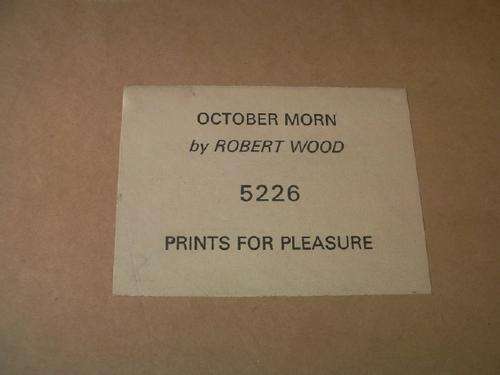 OCTOBER MORN
by ROBERT WOOD
5226
PRINTS FOR PLEASURE